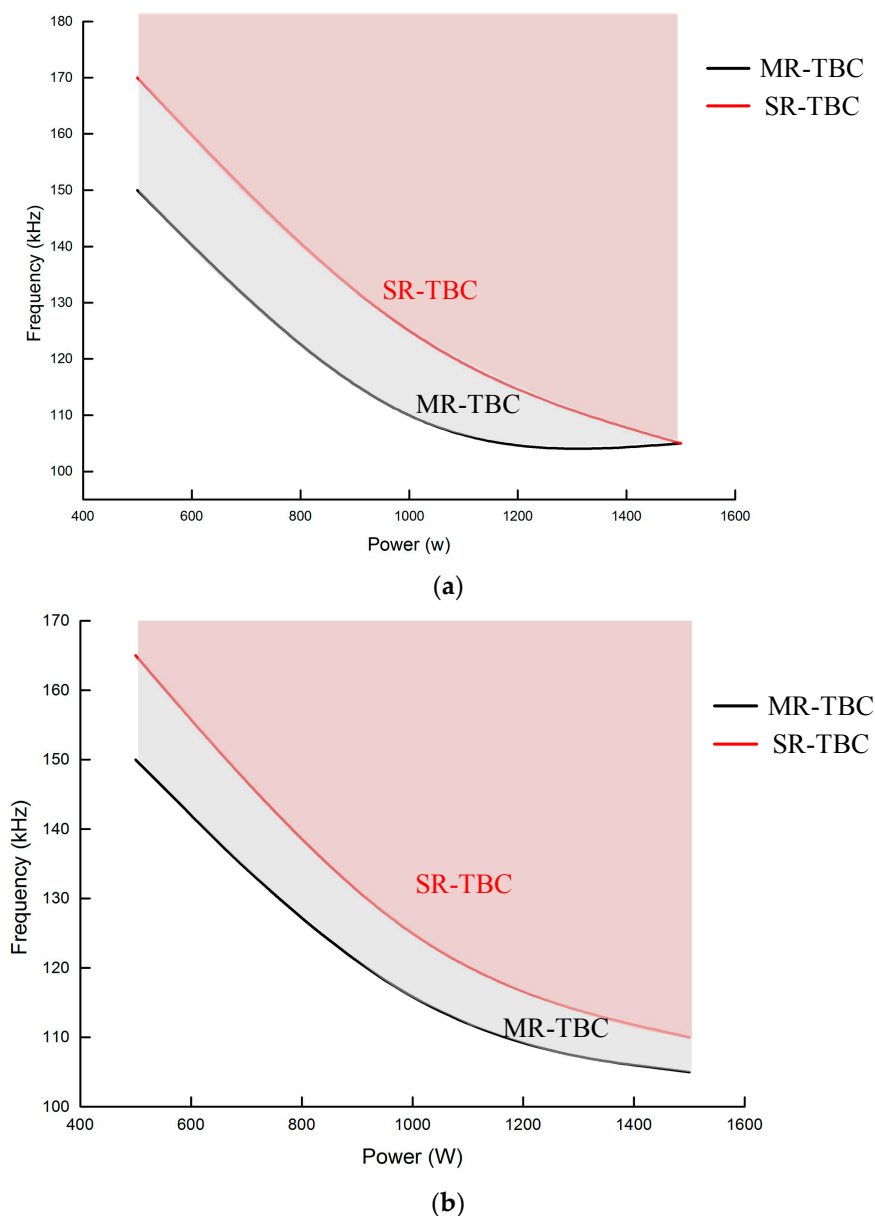 180
170
160
150
140
130
120
110
100
Frequency (kHz)
400 600 800 1000 1200 1400 1600
Power (w)
MR-TBC
SR-TBC
SR-TBC
MR-TBC
(a)
170
160
150
140
130
120
110
100
Frequency (kHz)
400 600 800 1000 1200 1400 1600
Power (W)
MR-TBC
SR-TBC
SR-TBC
MR-TBC
(b)